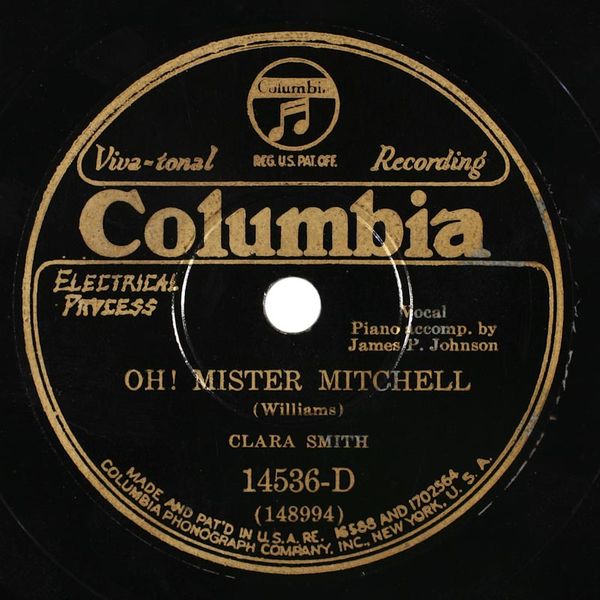 Columbia
REG. U.S. PAT. OFF.
Viva-tonal Recording
Columbia
ELECTRICAL
PROCESS
Vocal
Piano accomp. by
James P. Johnson
OH! MISTER MITCHELL
(Williams)
CLARA SMITH
14536-D
(148994)
MADE AND PAT'D IN U.S.A. RE. 16588 AND 1702564
COLUMBIA PHONOGRAPH COMPANY, INC., NEW YORK, U.S.A.